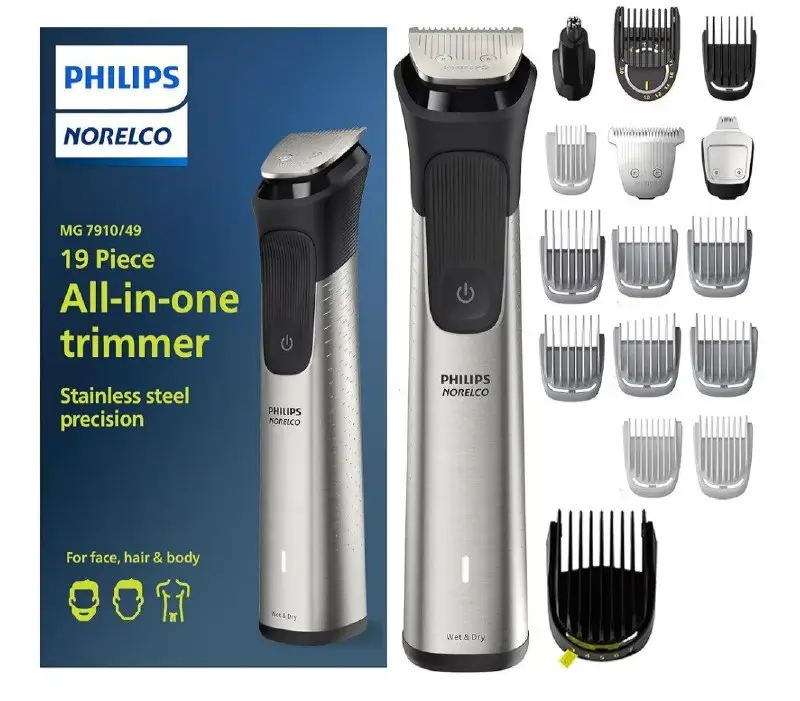 PHILIPS
NORELCO
MG 7910/49
19 Piece
All-in-one
trimmer
Stainless steel
precision
For face, hair & body
PHILIPS
NORELCO
Wet & Dry
PHILIPS
NORELCO
Wet & Dry